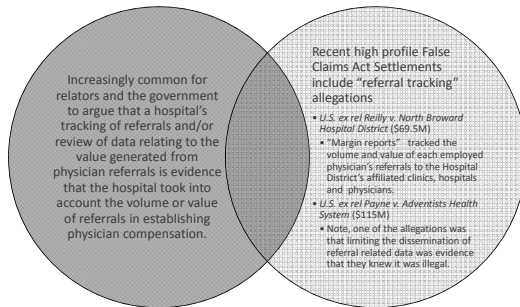 Increasingly common for
relators and the government
to argue that a hospital's
tracking of referrals and/or
review of data relating to the
value generated from
physician referrals is evidence
that the hospital took into
account the volume or value
of referrals in establishing
physician compensation.
Recent high profile False
Claims Act Settlements
include “referral tracking”
allegations
• U.S. ex rel Reilly v. North Broward
Hospital District ($69.5M)
▪ “Margin reports” tracked the
volume and value of each employed
physician's referrals to the Hospital
District's affiliated clinics, hospitals
and physicians.
• U.S. ex rel Payne v. Adventists Health
System ($115M)
▪ Note, one of the allegations was
that limiting the dissemination of
referral related data was evidence
that they knew it was illegal.